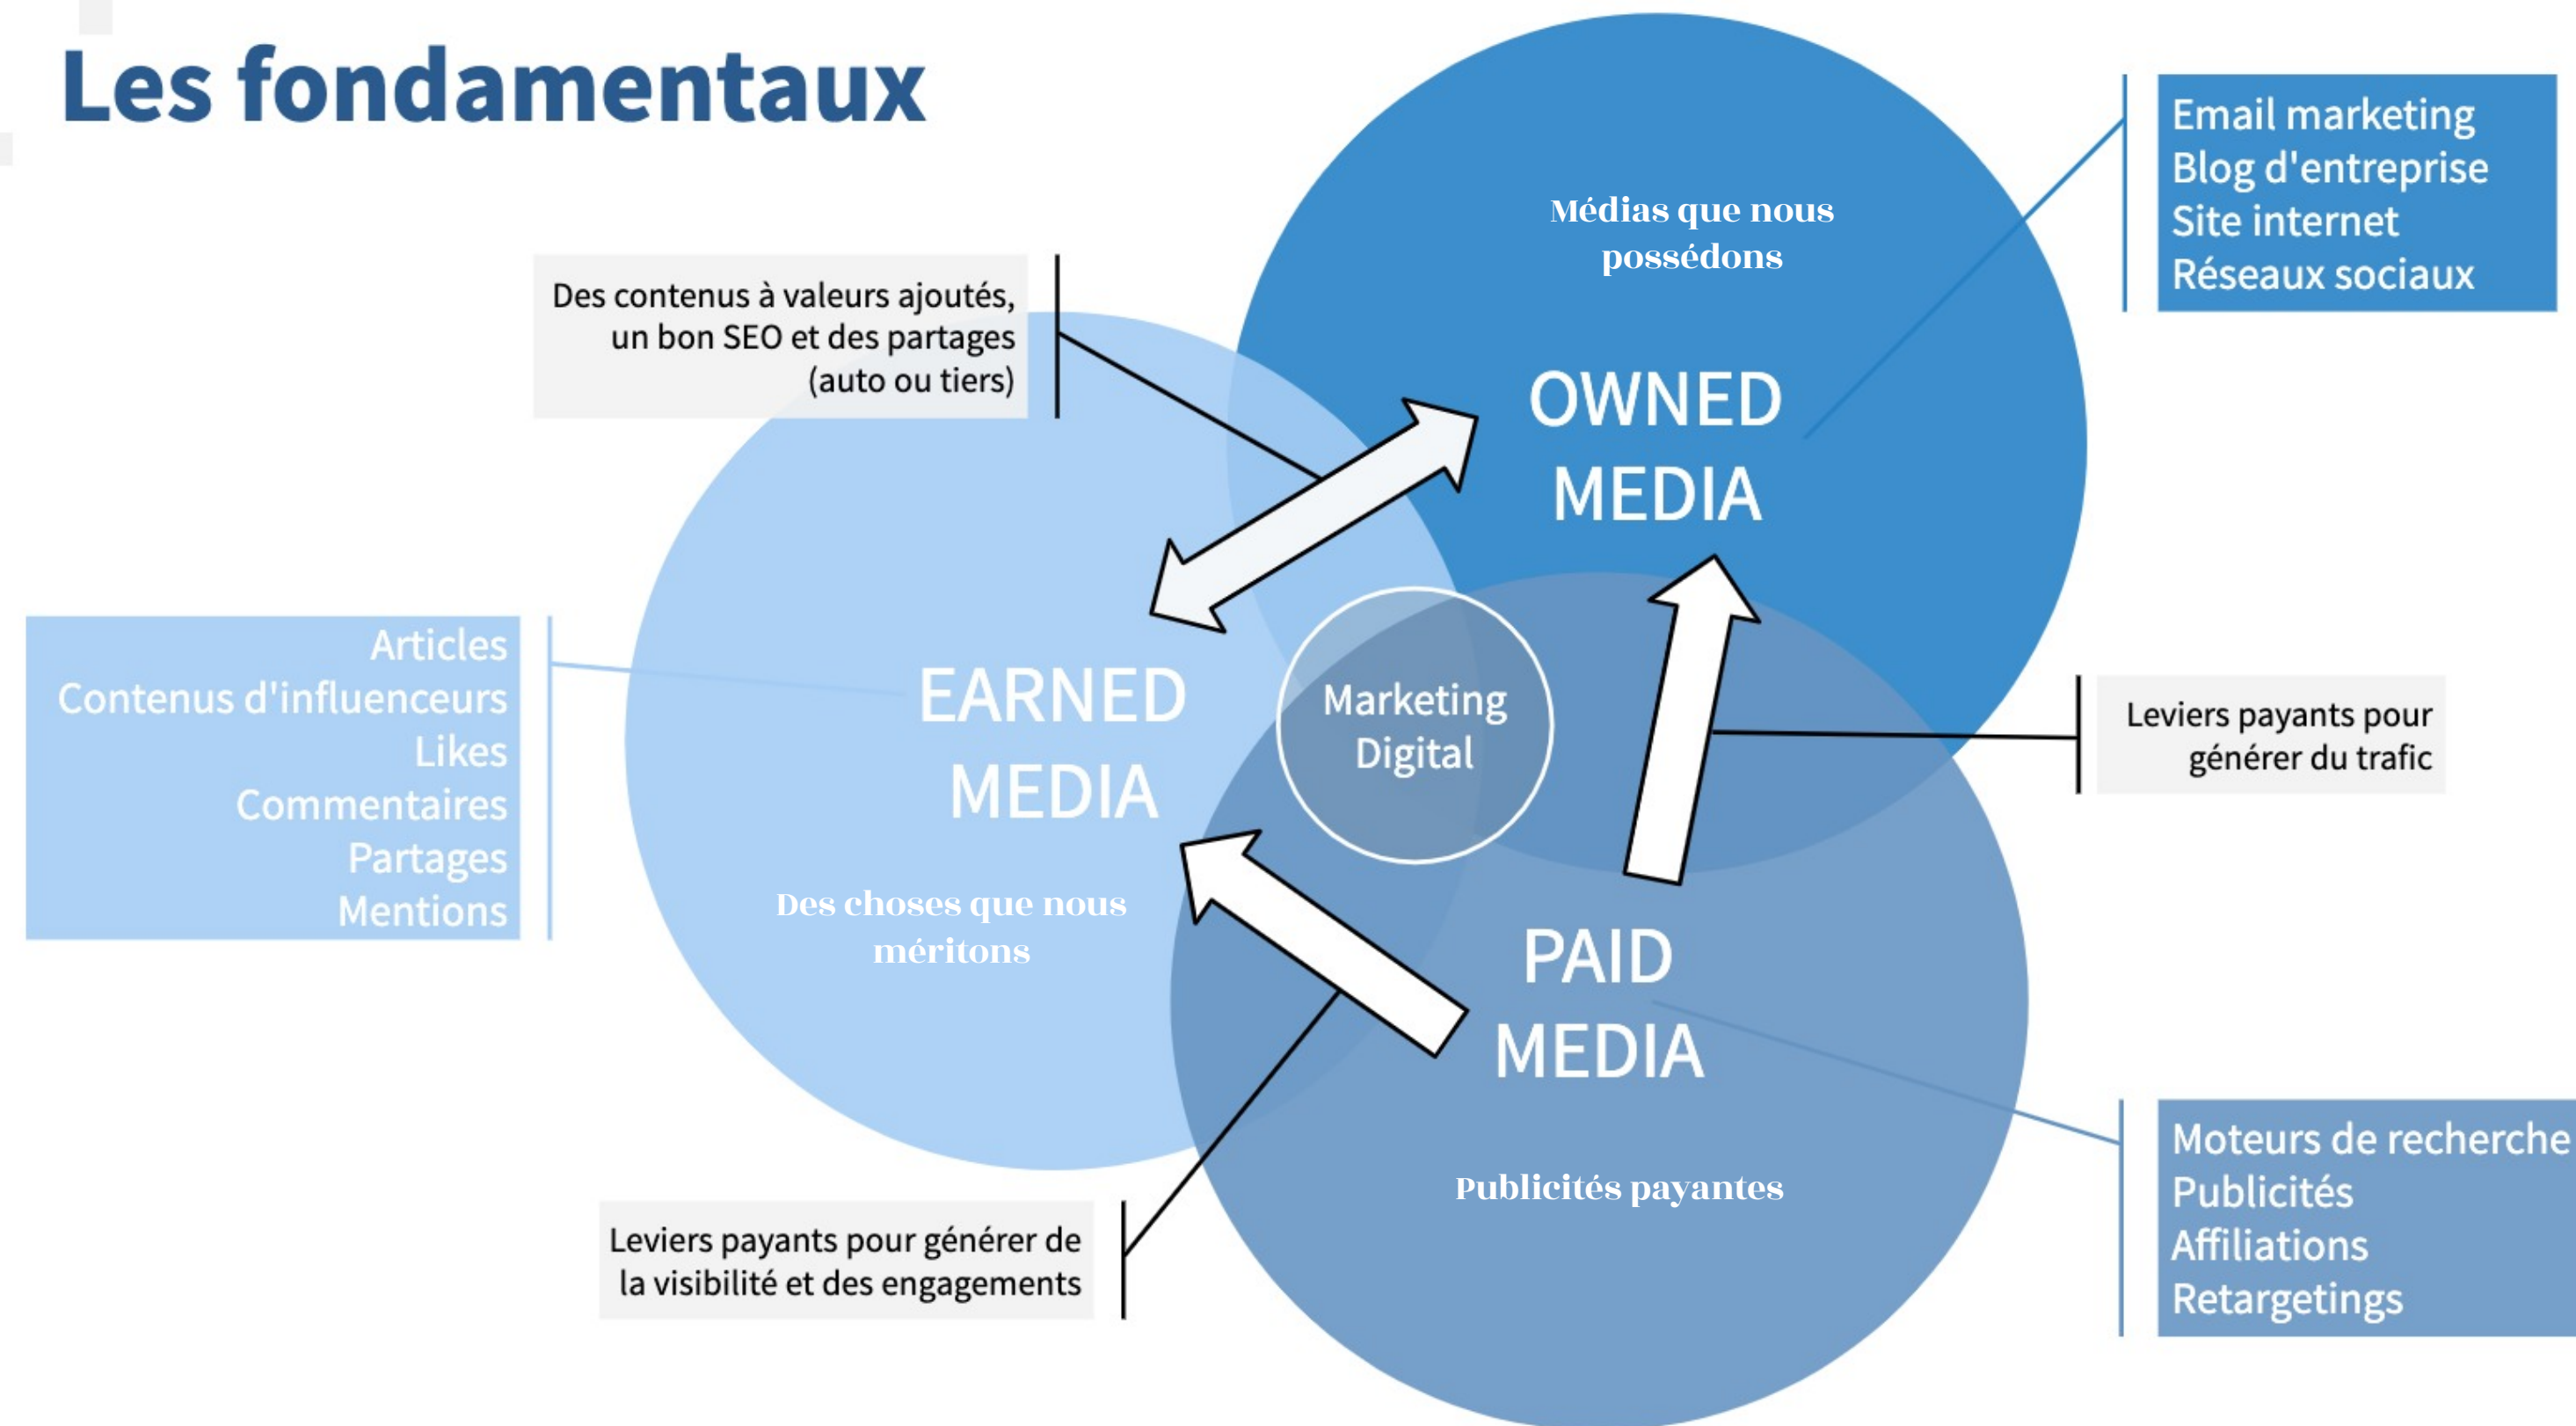 Les fondamentaux
Médias que nous
possédons
OWNED
MEDIA
Email marketing
Blog d'entreprise
Site internet
Réseaux sociaux
Des contenus à valeurs ajoutés,
un bon SEO et des partages
(auto ou tiers)
Articles
Contenus d'influenceurs
Likes
Commentaires
Partages
Mentions
EARNED
MEDIA
Des choses que nous
méritons
Marketing
Digital
Leviers payants pour
générer du trafic
PAID
MEDIA
Publicités payantes
Leviers payants pour générer de
la visibilité et des engagements
Moteurs de recherche
Publicités
Affiliations
Retargetings